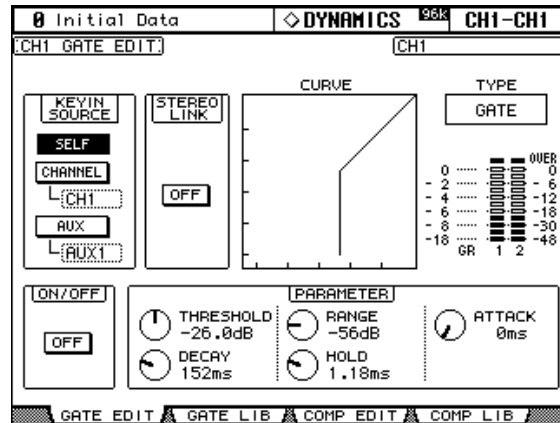 0 Initial Data
◇DYNAMICS 96k CH1-CH1
CH1 GATE EDIT
CH1
KEYIN SOURCE
SELF
CHANNEL
CH1
AUX
AUX1
STEREO LINK
OFF
CURVE
TYPE
GATE
OVER
0 0
- 2 - 6
- 4 -12
- 6 -18
- 8 -30
-18 -48
GR 1 2
ON/OFF
OFF
PARAMETER
THRESHOLD
-26.0dB
RANGE
-56dB
ATTACK
0ms
DECAY
152ms
HOLD
1.18ms
GATE EDIT GATE LIB COMP EDIT COMP LIB